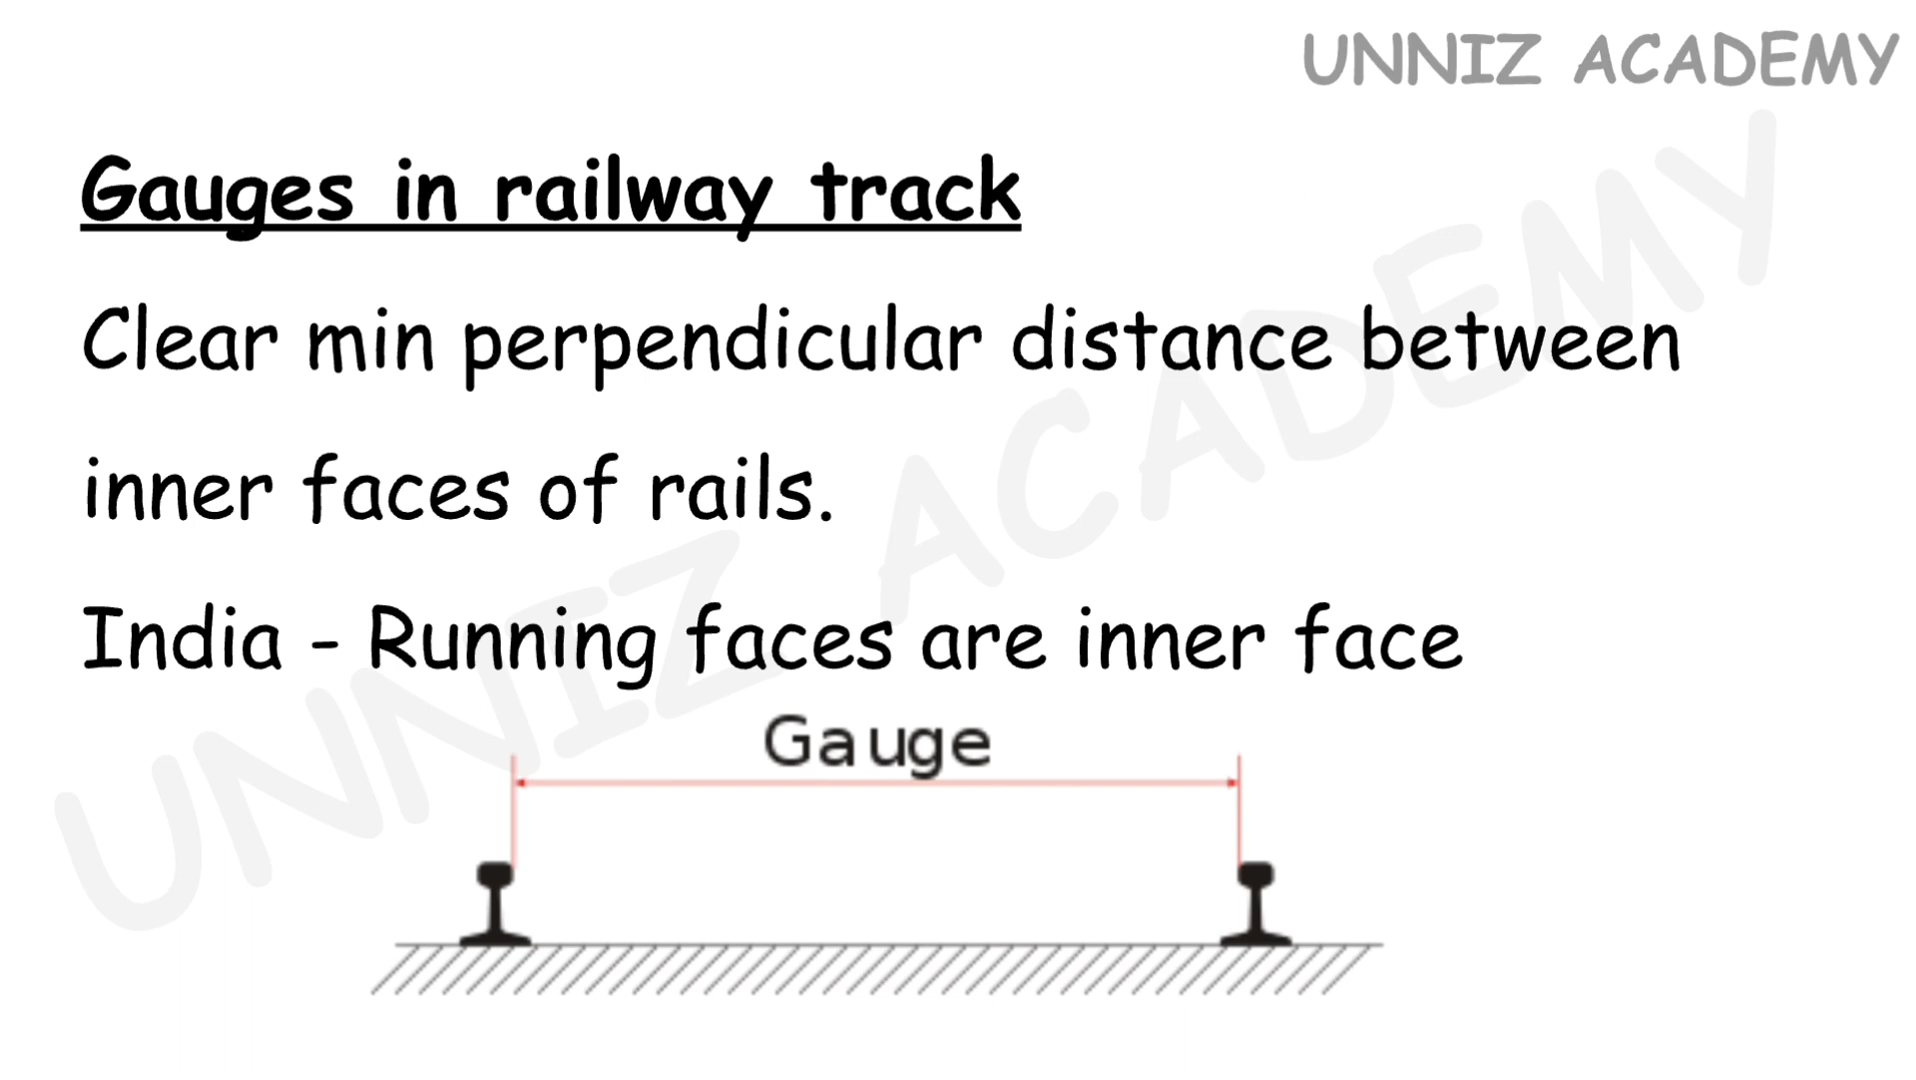 UNNIZ ACADEMY
Gauges in railway track
Clear min perpendicular distance between
inner faces of rails.
India - Running faces are inner face
Gauge
UNNIZ ACADEMY